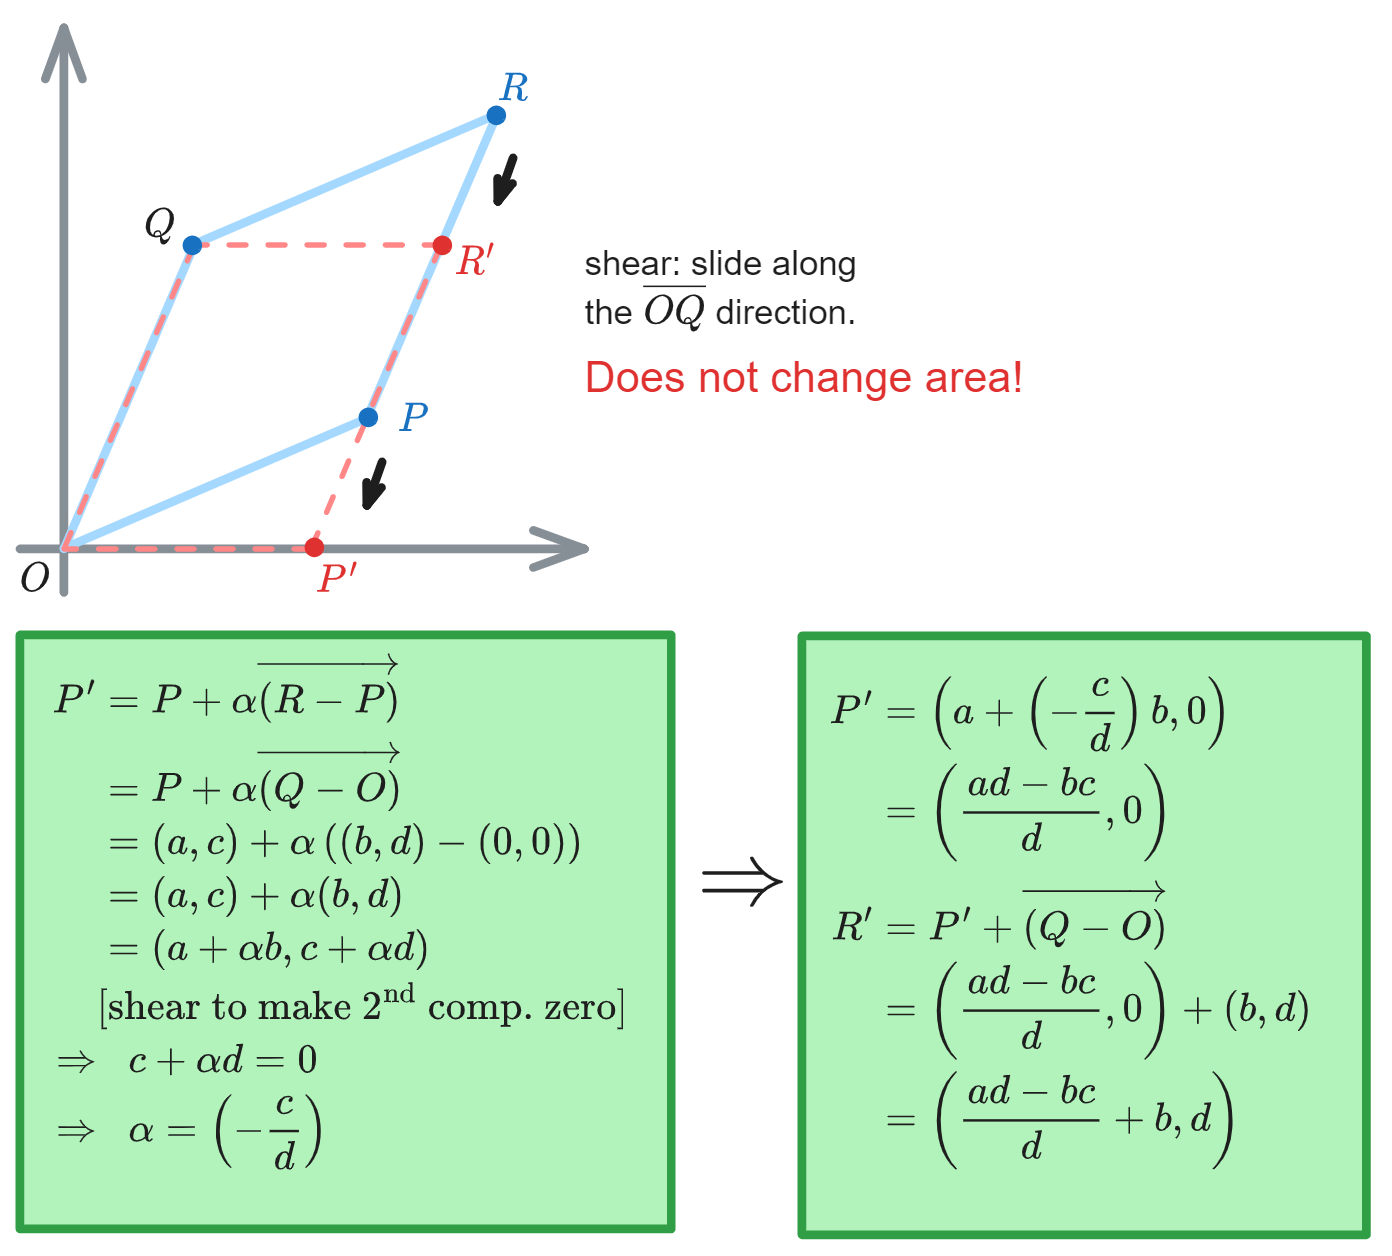 R
Q
R′
shear: slide along
the $\overline{OQ}$ direction.
Does not change area!
P
O
P′
$P' = P + \alpha\overrightarrow{(R - P)}$
$= P + \alpha\overrightarrow{(Q - O)}$
$= (a, c) + \alpha\left((b, d) - (0, 0)\right)$
$= (a, c) + \alpha(b, d)$
$= (a + \alpha b, c + \alpha d)$
[shear to make $2^{\text{nd}}$ comp. zero]
$\Rightarrow\ c + \alpha d = 0$
$\Rightarrow\ \alpha = \left(-\frac{c}{d}\right)$
$\Rightarrow$
$P' = \left(a + \left(-\frac{c}{d}\right)b, 0\right)$
$= \left(\frac{ad - bc}{d}, 0\right)$
$R' = P' + \overrightarrow{(Q - O)}$
$= \left(\frac{ad - bc}{d}, 0\right) + (b, d)$
$= \left(\frac{ad - bc}{d} + b, d\right)$